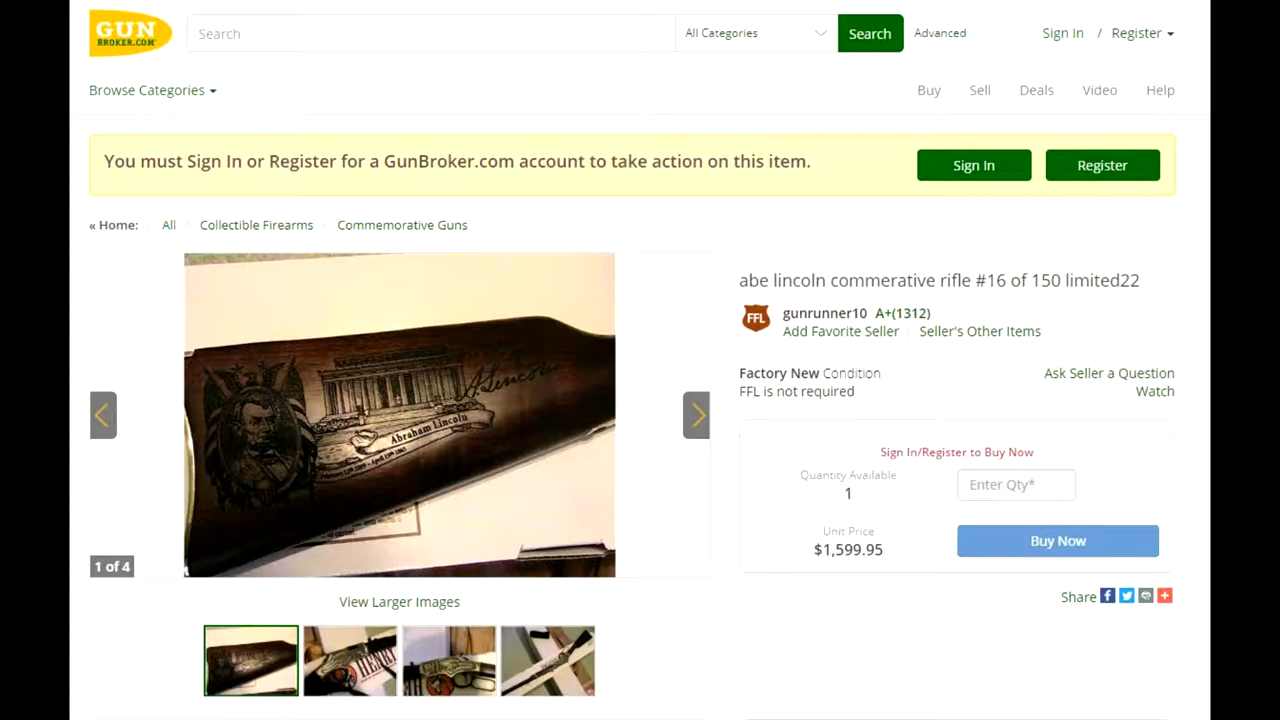 GUN
BROKER.COM
Search
All Categories
Search
Advanced
Sign In / Register
Browse Categories
Buy
Sell
Deals
Video
Help
You must Sign In or Register for a GunBroker.com account to take action on this item.
Sign In
Register
« Home:
All
Collectible Firearms
Commemorative Guns
abe lincoln commerative rifle #16 of 150 limited22
FFL
gunrunner10 A+(1312)
Add Favorite Seller
Seller's Other Items
Factory New Condition
Ask Seller a Question
FFL is not required
Watch
A. Lincoln
Abraham Lincoln
Sign In/Register to Buy Now
Quantity Available
1
Enter Qty*
Unit Price
$1,599.95
Buy Now
1 of 4
View Larger Images
Share
HENRY